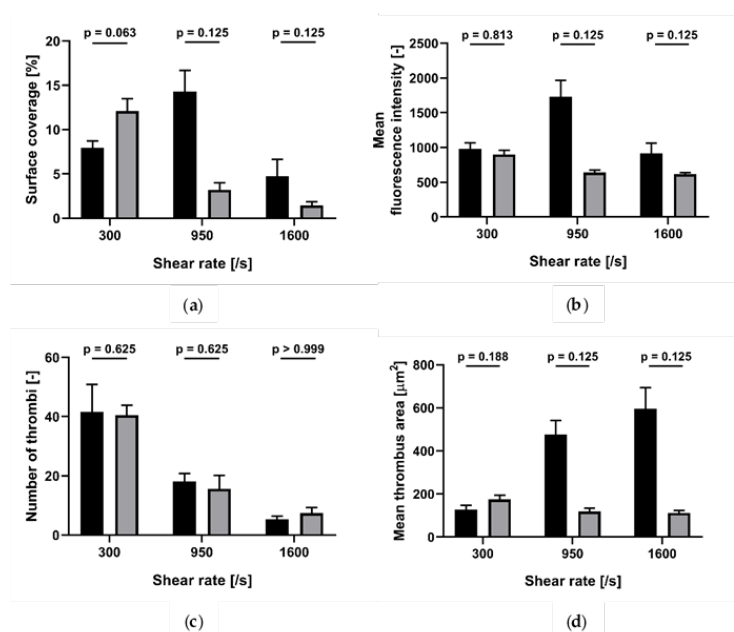 p = 0.063 p = 0.125 p = 0.125
Surface coverage [%]
20
15
10
5
0
300 950 1600
Shear rate [/s]
(a)
p = 0.813 p = 0.125 p = 0.125
Mean
fluorescence intensity [-]
2500
2000
1500
1000
500
0
300 950 1600
Shear rate [/s]
(b)
p = 0.625 p = 0.625 p > 0.999
Number of thrombi [-]
60
40
20
0
300 950 1600
Shear rate [/s]
(c)
p = 0.188 p = 0.125 p = 0.125
Mean thrombus area [μm²]
800
600
400
200
0
300 950 1600
Shear rate [/s]
(d)